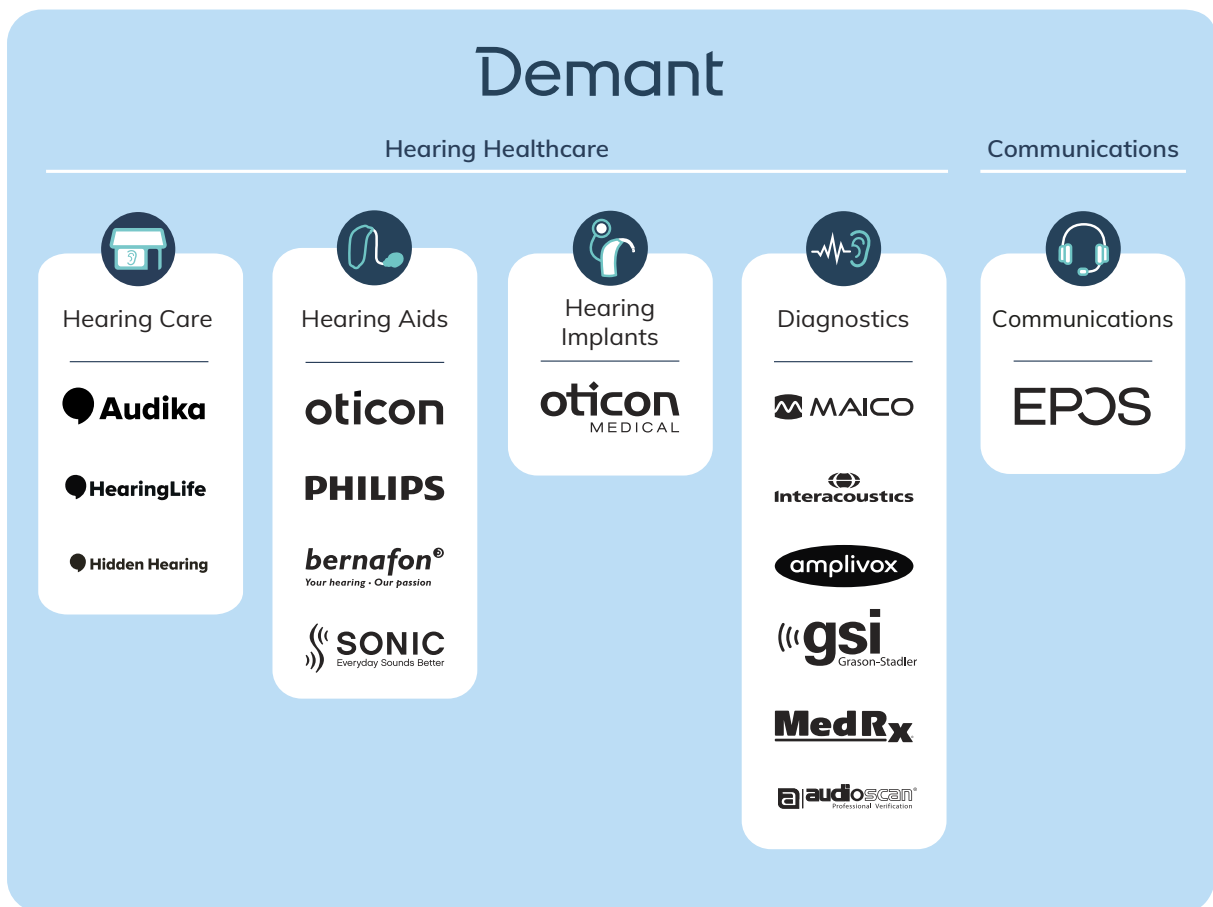 Demant
Hearing Healthcare
Communications
Hearing Care
Audika
HearingLife
Hidden Hearing
Hearing Aids
oticon
PHILIPS
bernafon®
Your hearing • Our passion
SONIC
Everyday Sounds Better
Hearing
Implants
oticon
MEDICAL
Diagnostics
MAICO
Interacoustics
amplivox
gsi
Grason-Stadler
MedRx
a audioscan®
Professional Verification
Communications
EPOS